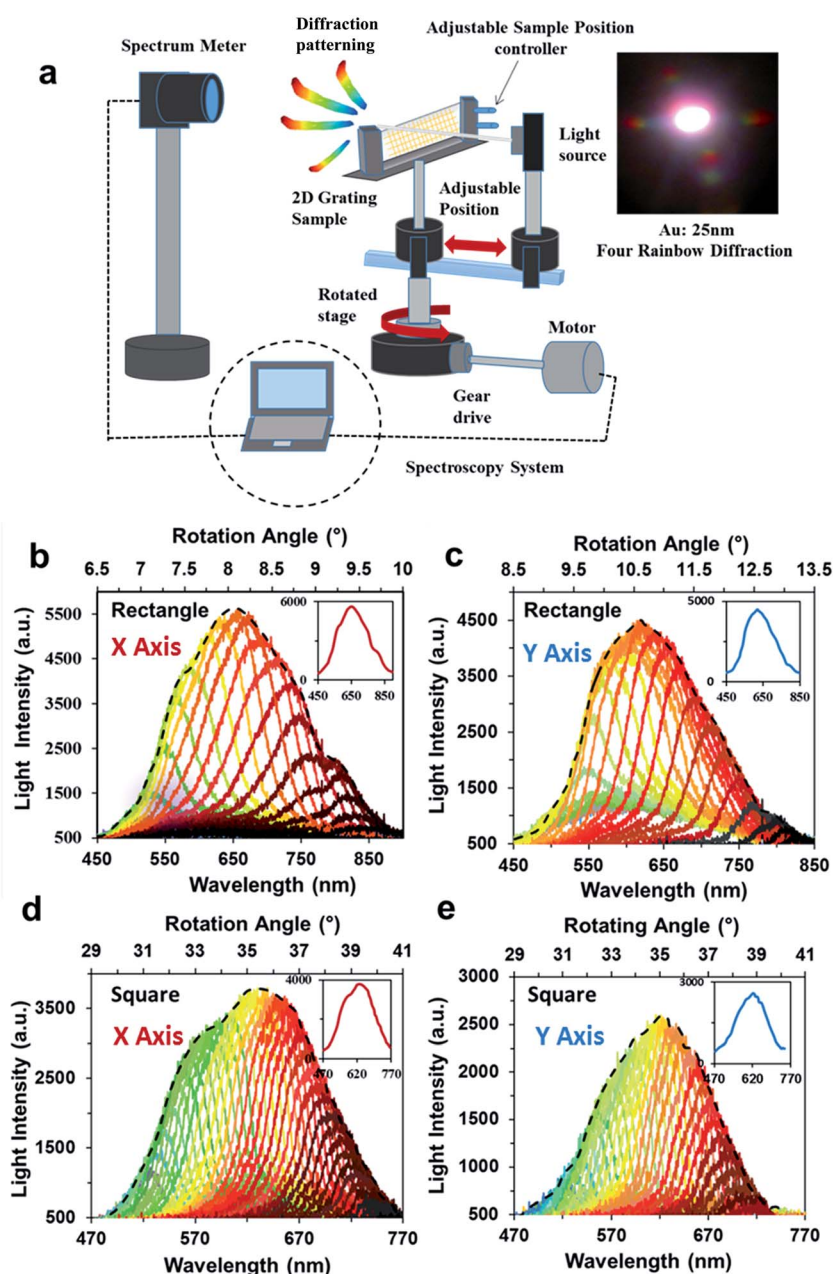 a
Spectrum Meter
Diffraction
patterning
Adjustable Sample Position
controller
Light
source
2D Grating
Sample
Adjustable
Position
Au: 25nm
Four Rainbow Diffraction
Rotated
stage
Motor
Gear
drive
Spectroscopy System
b
Rotation Angle (°)
6.5 7 7.5 8 8.5 9 9.5 10
Rectangle
X Axis
Light Intensity (a.u.)
5500
4500
3500
2500
1500
500
450 550 650 750 850
Wavelength (nm)
6000
0
450 650 850
c
Rotation Angle (°)
8.5 9.5 10.5 11.5 12.5 13.5
Rectangle
Y Axis
Light Intensity (a.u.)
4500
3500
2500
1500
500
450 550 650 750 850
Wavelength (nm)
5000
0
450 650 850
d
Rotation Angle (°)
29 31 33 35 37 39 41
Square
X Axis
Light Intensity (a.u.)
3500
2500
1500
500
470 570 670 770
Wavelength (nm)
4000
0
470 620 770
e
Rotating Angle (°)
29 31 33 35 37 39 41
Square
Y Axis
Light Intensity (a.u.)
3000
2500
2000
1500
1000
500
470 570 670 770
Wavelength (nm)
3000
0
470 620 770